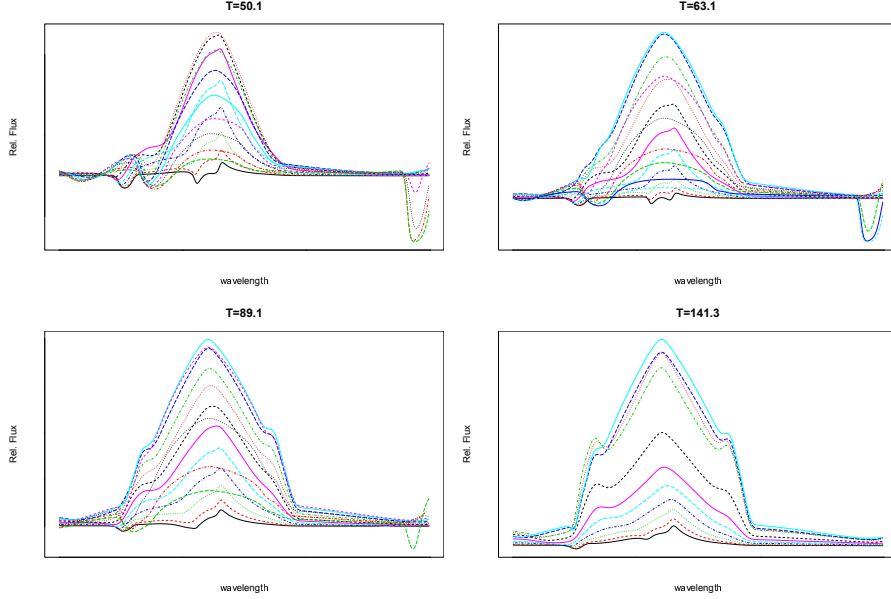 T=50.1
Rel. Flux
wavelength
T=63.1
Rel. Flux
wavelength
T=89.1
Rel. Flux
wavelength
T=141.3
Rel. Flux
wavelength